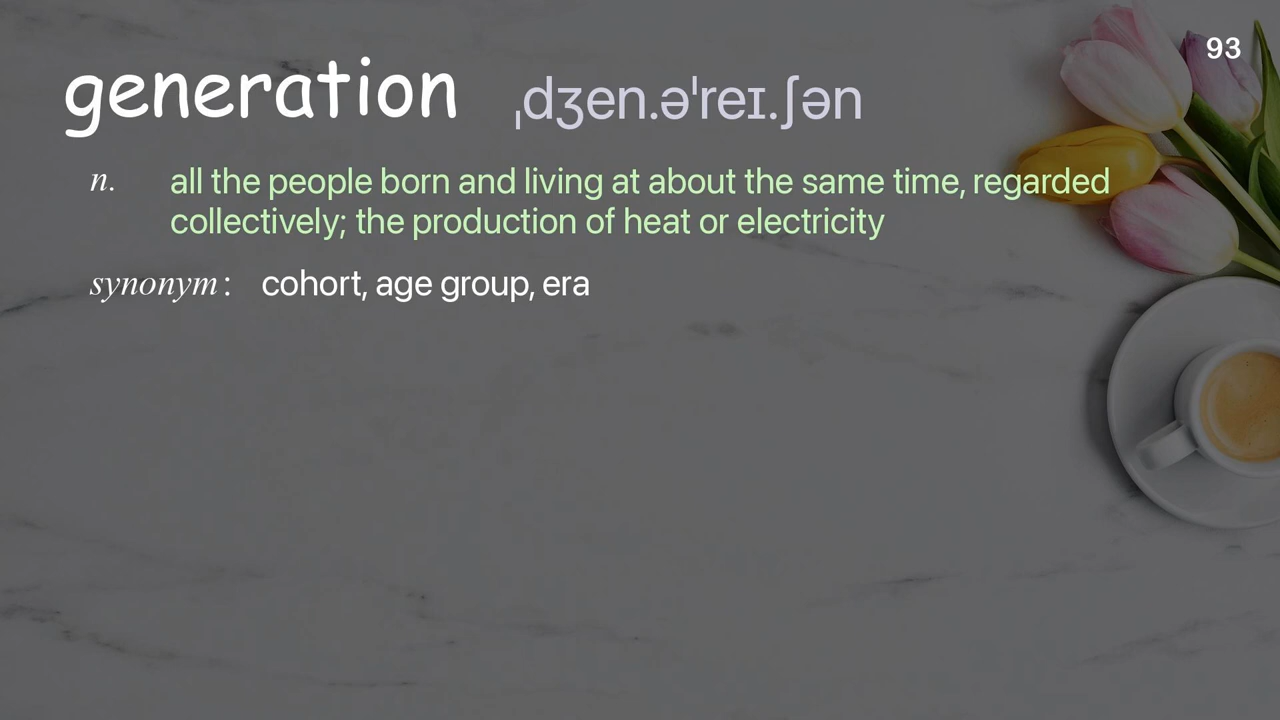 93
generation ˌdʒen.əˈreɪ.ʃən
n. all the people born and living at about the same time, regarded
collectively; the production of heat or electricity
synonym: cohort, age group, era